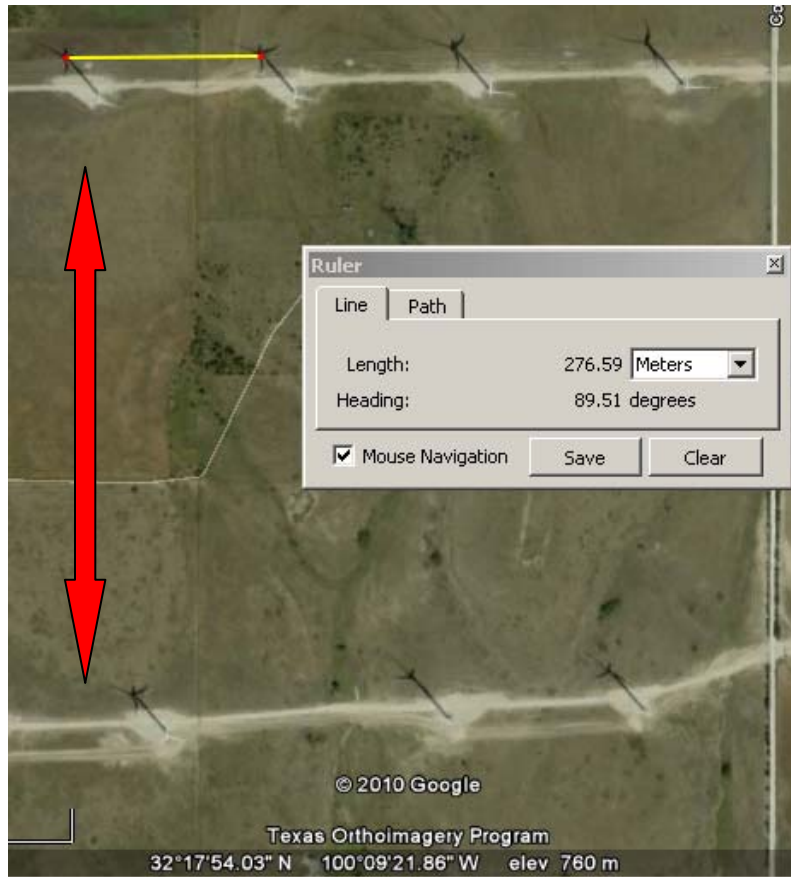 Co
Ruler
Line Path
Length: 276.59 Meters
Heading: 89.51 degrees
Mouse Navigation Save Clear
© 2010 Google
Texas Orthoimagery Program
32°17'54.03" N 100°09'21.86" W elev 760 m